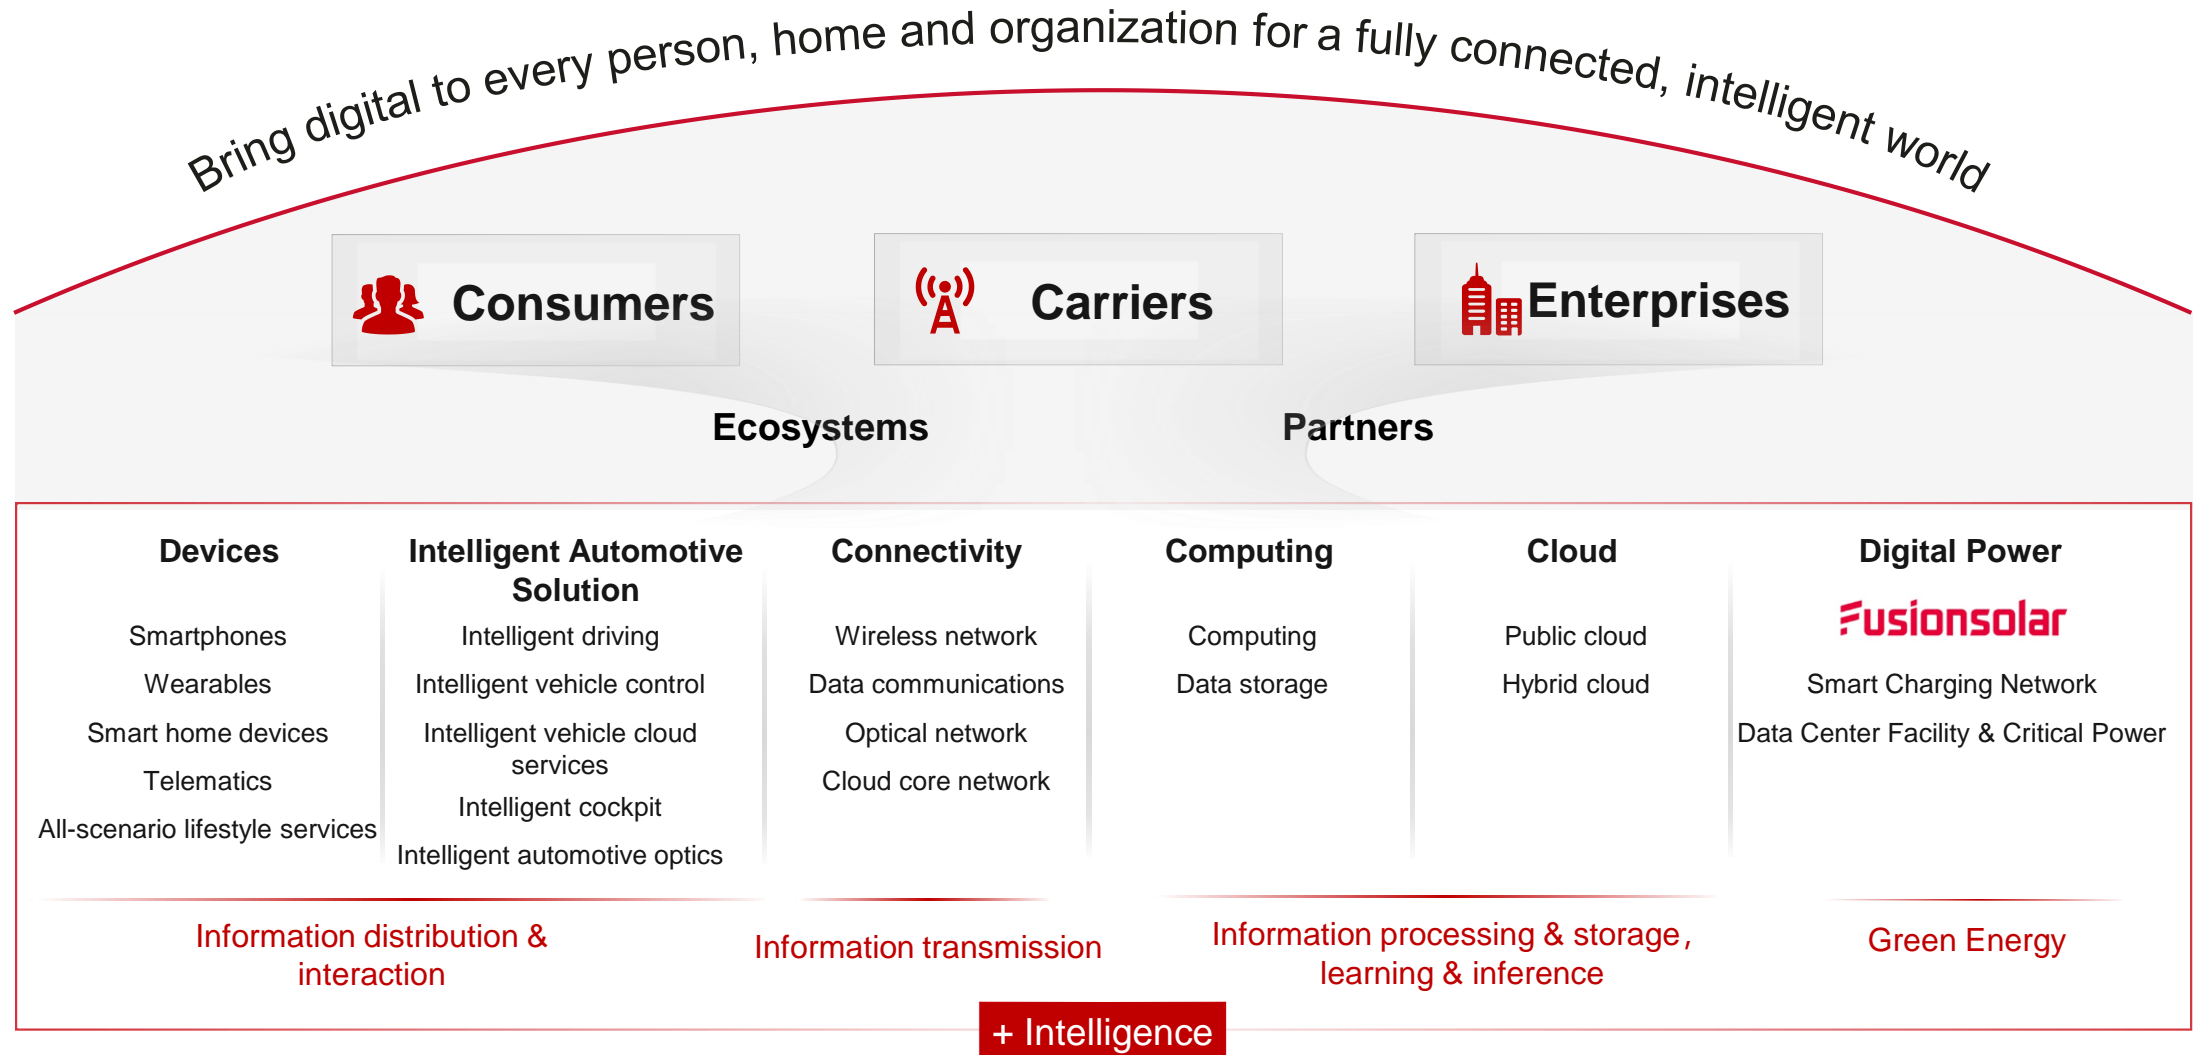 Bring digital to every person, home and organization for a fully connected, intelligent world
Consumers
Carriers
Enterprises
Ecosystems
Partners
Devices
Smartphones
Wearables
Smart home devices
Telematics
All-scenario lifestyle services
Intelligent Automotive
Solution
Intelligent driving
Intelligent vehicle control
Intelligent vehicle cloud
services
Intelligent cockpit
Intelligent automotive optics
Connectivity
Wireless network
Data communications
Optical network
Cloud core network
Computing
Computing
Data storage
Cloud
Public cloud
Hybrid cloud
Digital Power
Fusionsolar
Smart Charging Network
Data Center Facility & Critical Power
Information distribution &
interaction
Information transmission
Information processing & storage,
learning & inference
Green Energy
+ Intelligence